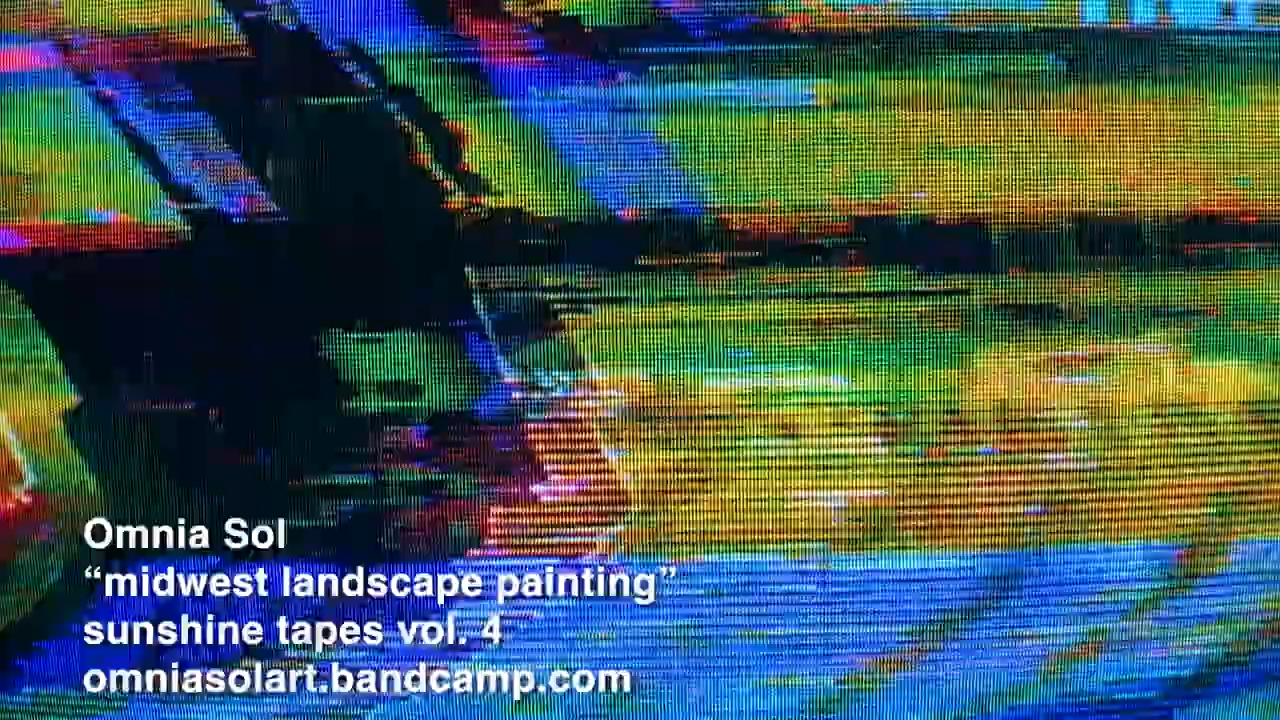 Omnia Sol
“midwest landscape painting”
sunshine tapes vol. 4
omniasolart.bandcamp.com